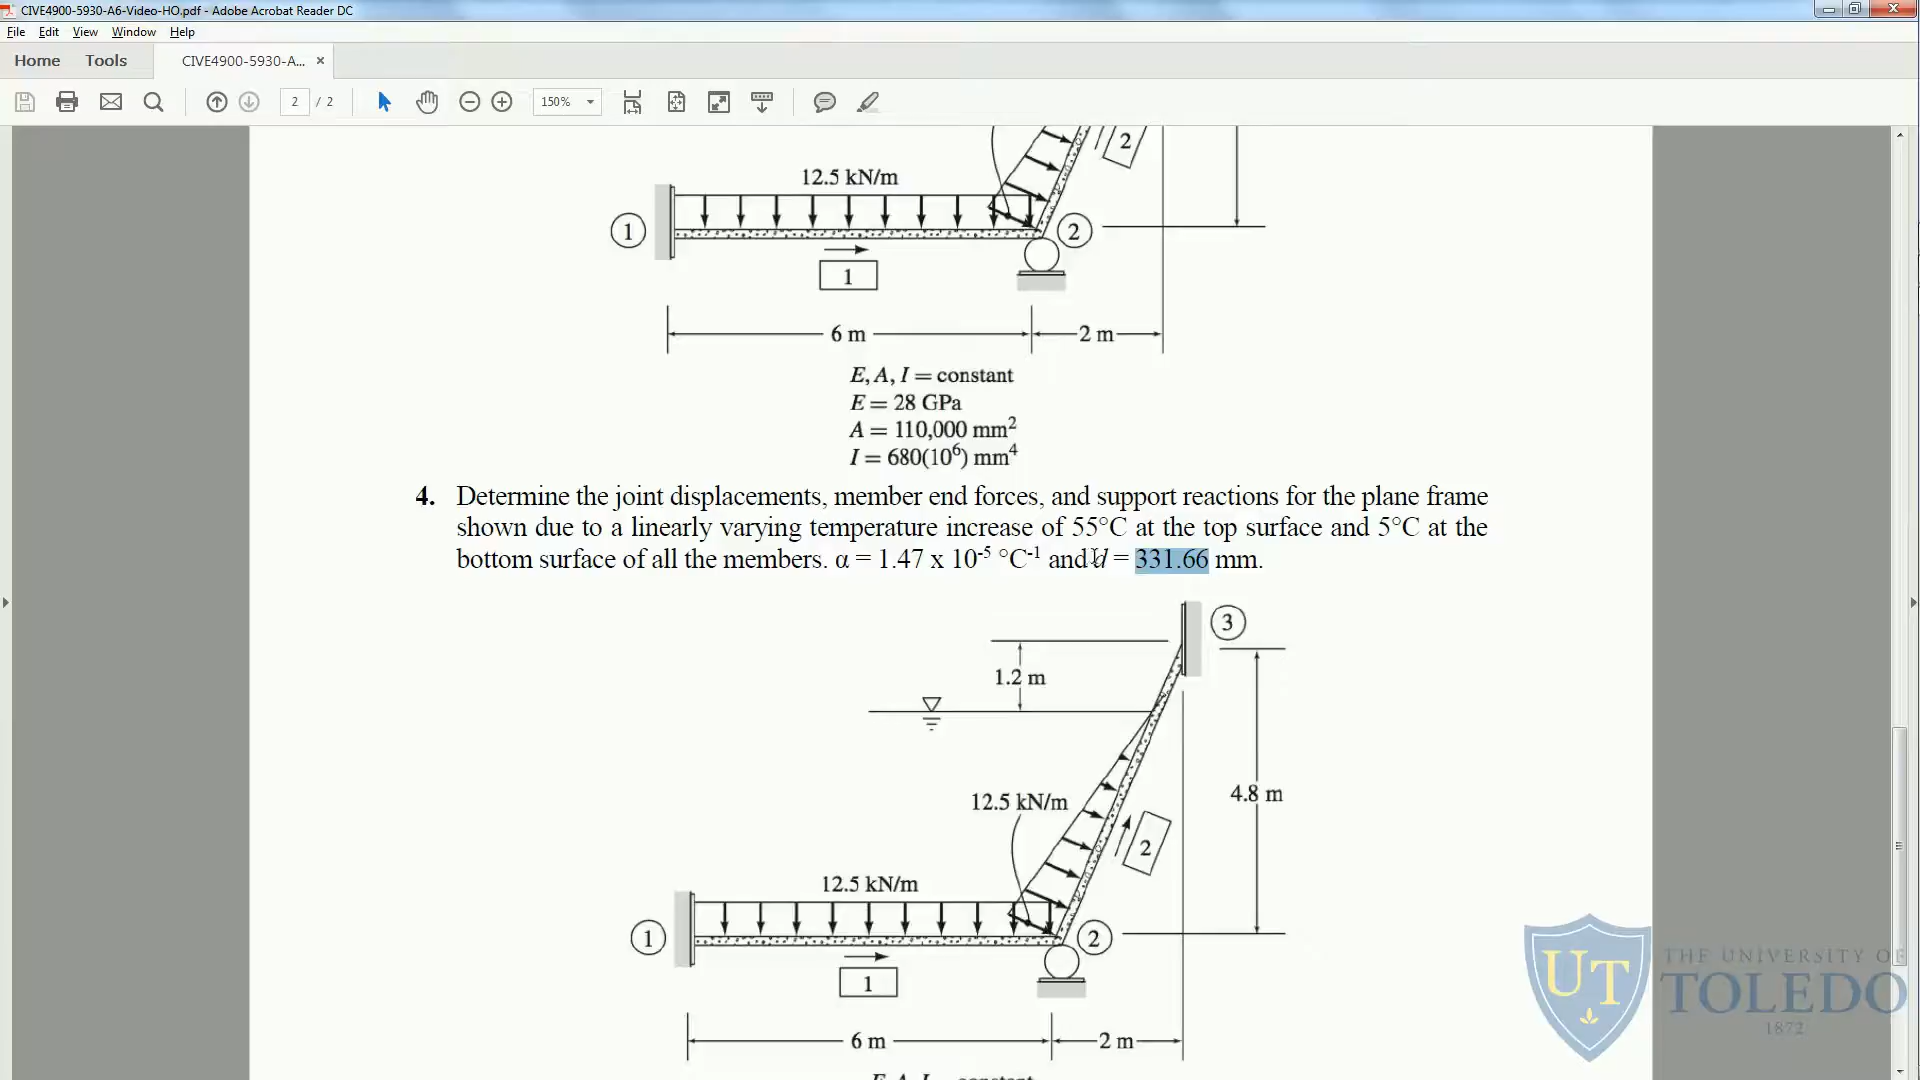 CIVE4900-5930-A6-Video-HO.pdf - Adobe Acrobat Reader DC
File Edit View Window Help
Home Tools CIVE4900-5930-A... ×
2 / 2 150%
2
12.5 kN/m
1 2
1
6 m 2 m
E, A, I = constant
E = 28 GPa
A = 110,000 mm²
I = 680(10⁶) mm⁴
4. Determine the joint displacements, member end forces, and support reactions for the plane frame
shown due to a linearly varying temperature increase of 55°C at the top surface and 5°C at the
bottom surface of all the members. α = 1.47 x 10⁻⁵ °C⁻¹ and d = 331.66 mm.
3
1.2 m
4.8 m
12.5 kN/m
2
12.5 kN/m
1 2
1
6 m 2 m
E, A, I = constant
UT
THE UNIVERSITY OF
TOLEDO
1872